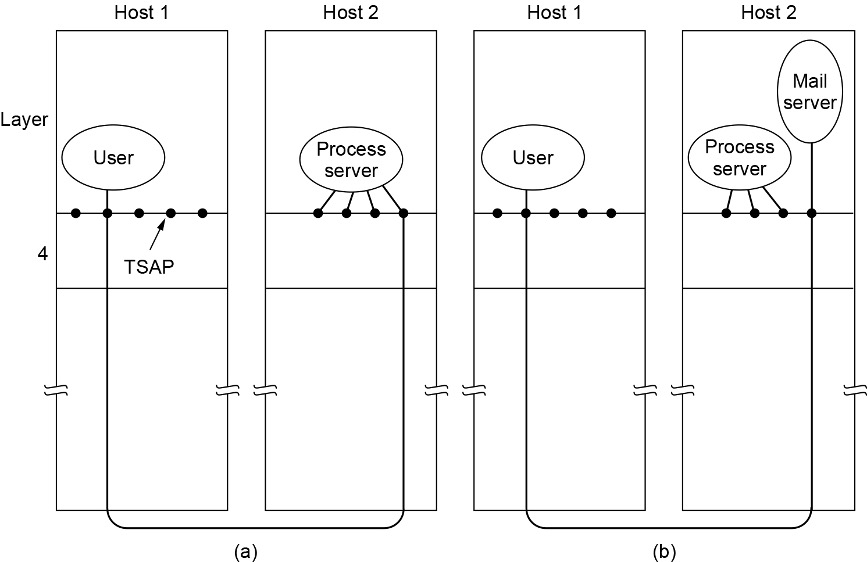 Host 1
Host 2
Host 1
Host 2
Layer
User
Process
server
User
Process
server
Mail
server
4
TSAP
(a)
(b)